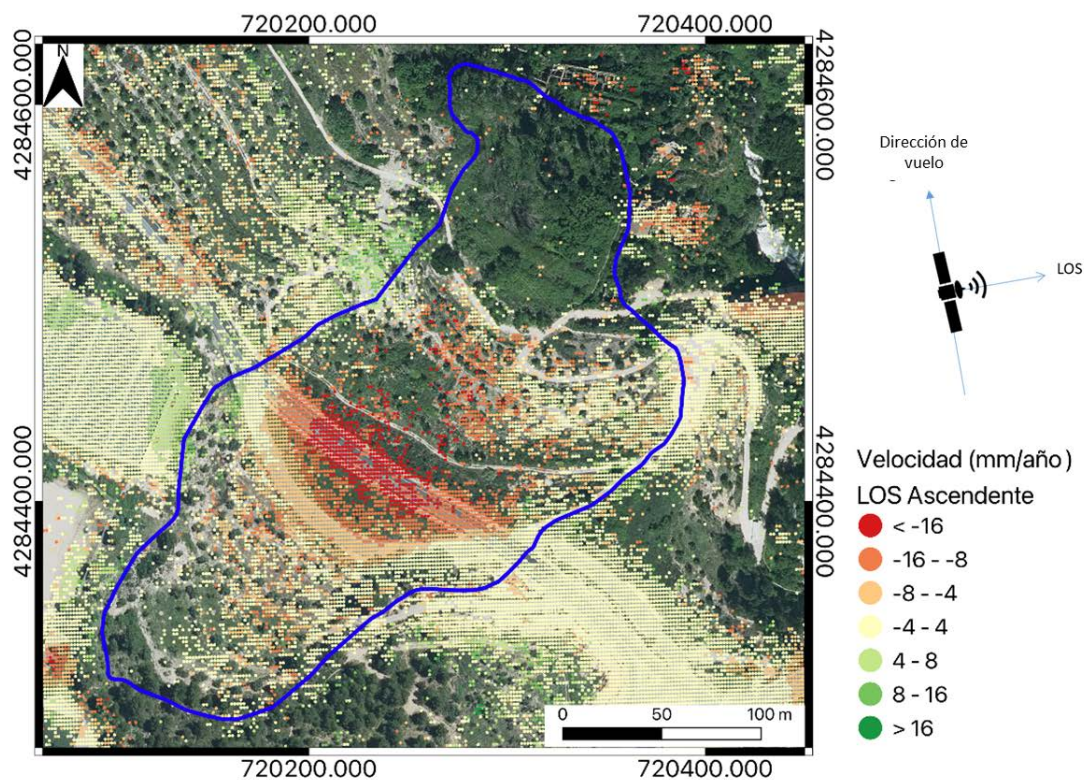 720200.000
720400.000
4284600.000
4284600.000
N
Dirección de
vuelo
LOS
4284400.000
4284400.000
Velocidad (mm/año)
LOS Ascendente
< -16
-16 - -8
-8 - -4
-4 - 4
4 - 8
8 - 16
> 16
0 50 100 m
720200.000
720400.000